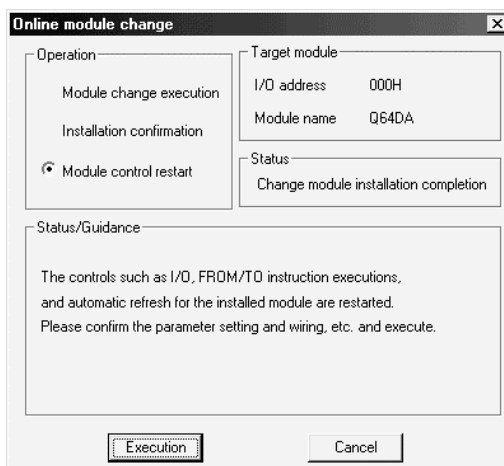 Online module change
Operation
Module change execution
Installation confirmation
Module control restart
Target module
I/O address 000H
Module name Q64DA
Status
Change module installation completion
Status/Guidance
The controls such as I/O, FROM/TO instruction executions,
and automatic refresh for the installed module are restarted.
Please confirm the parameter setting and wiring, etc. and execute.
Execution Cancel